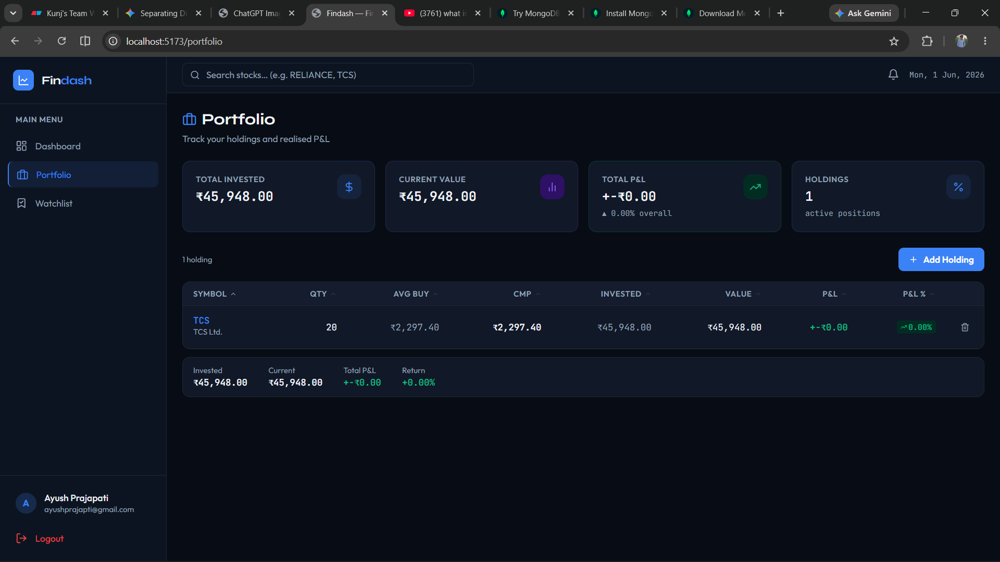 Kunj's Team W
Separating Di
ChatGPT Imag
Findash — Fin
(3761) what is
Try MongoDB
Install Mongo
Download Mo
Ask Gemini
localhost:5173/portfolio
Findash
Search stocks... (e.g. RELIANCE, TCS)
Mon, 1 Jun, 2026
MAIN MENU
Dashboard
Portfolio
Watchlist
Portfolio
Track your holdings and realised P&L
TOTAL INVESTED
₹45,948.00
CURRENT VALUE
₹45,948.00
TOTAL P&L
+-₹0.00
▲ 0.00% overall
HOLDINGS
1
active positions
1 holding
+ Add Holding
SYMBOL QTY AVG BUY CMP INVESTED VALUE P&L P&L %
TCS
TCS Ltd.
20 ₹2,297.40 ₹2,297.40 ₹45,948.00 ₹45,948.00 +-₹0.00 0.00%
Invested Current Total P&L Return
₹45,948.00 ₹45,948.00 +-₹0.00 +0.00%
A
Ayush Prajapati
ayushprajapti@gmail.com
Logout